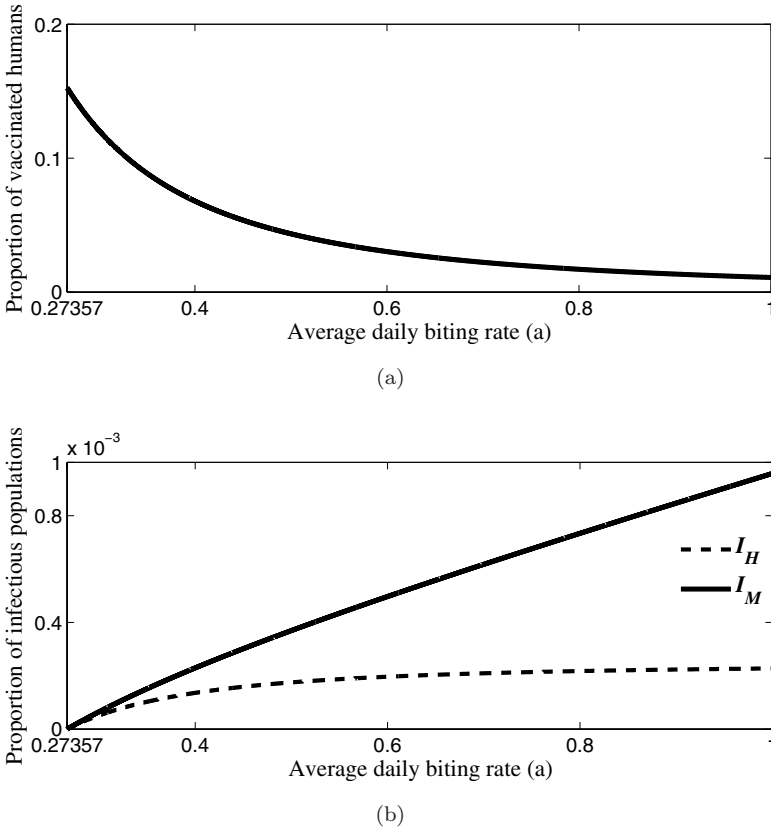 0.2
0.1
0
Proportion of vaccinated humans
0.27357 0.4 0.6 0.8 1
Average daily biting rate (a)
(a)
x 10⁻³
1
0.8
0.4
0
Proportion of infectious populations
I_H
I_M
0.27357 0.4 0.6 0.8 1
Average daily biting rate (a)
(b)